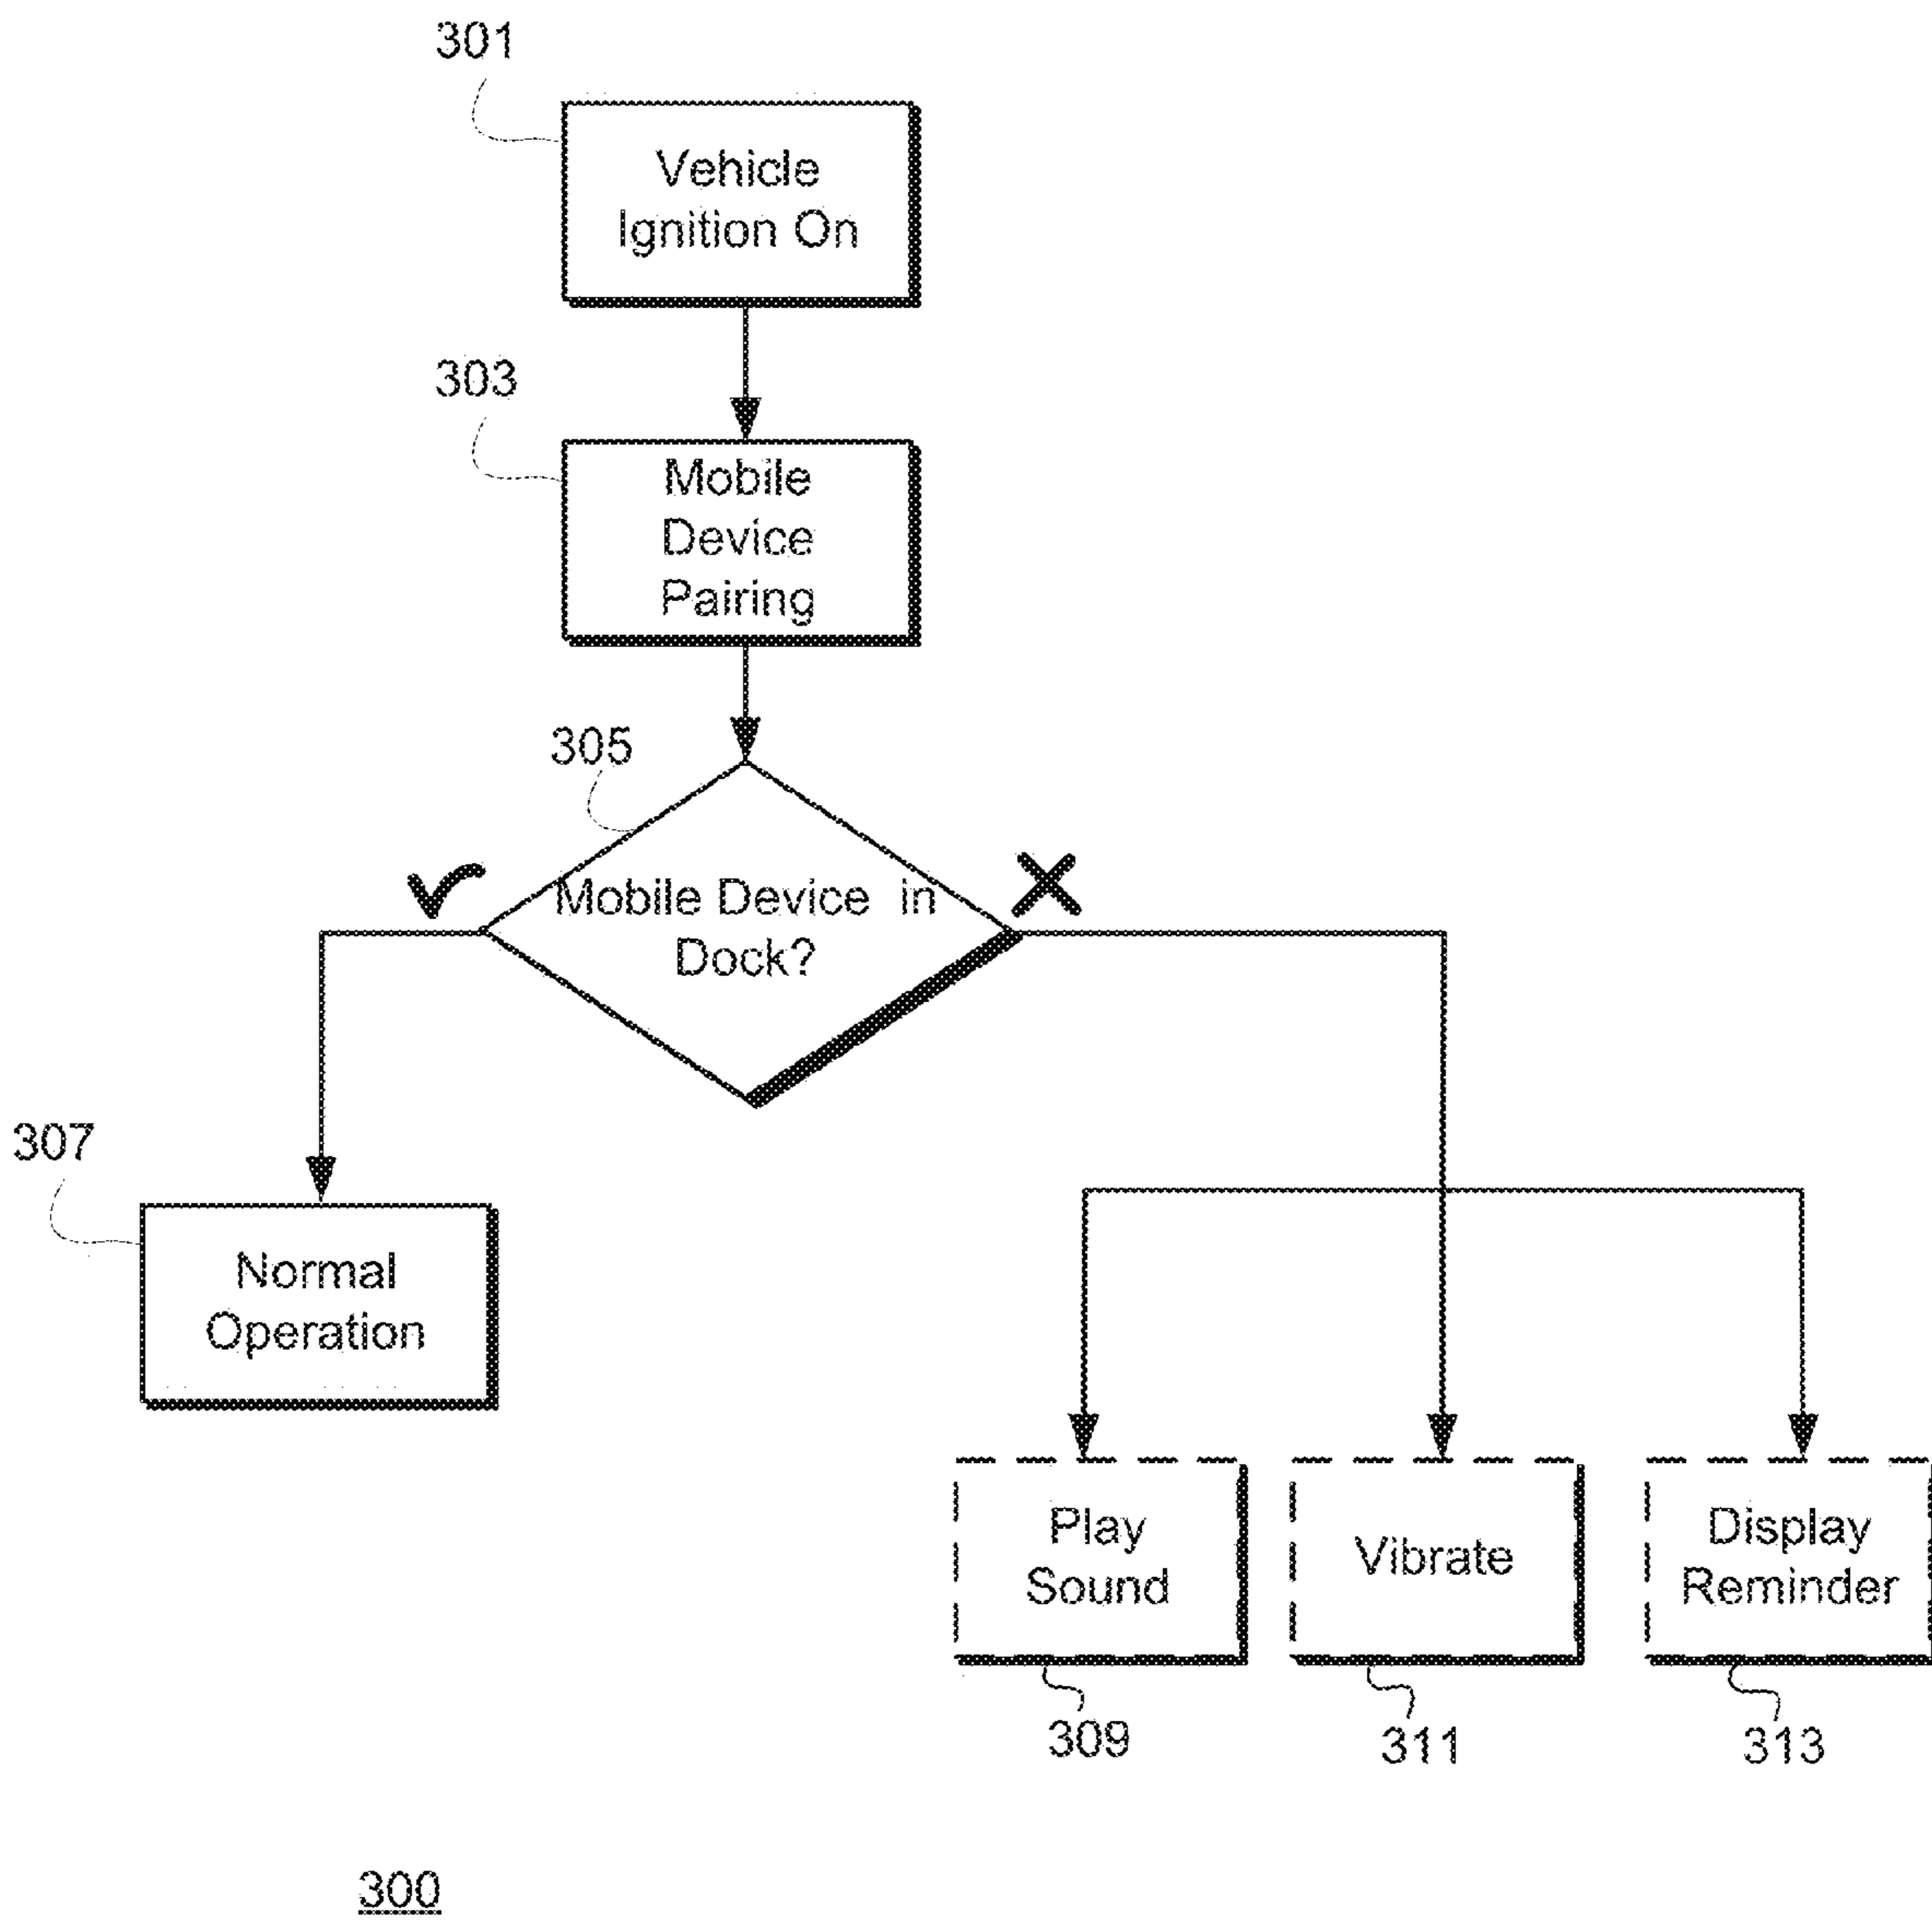 301
Vehicle
Ignition On
303
Mobile
Device
Pairing
305
Mobile Device in
Dock?
307
Normal
Operation
Play
Sound
Vibrate
Display
Reminder
309
311
313
300